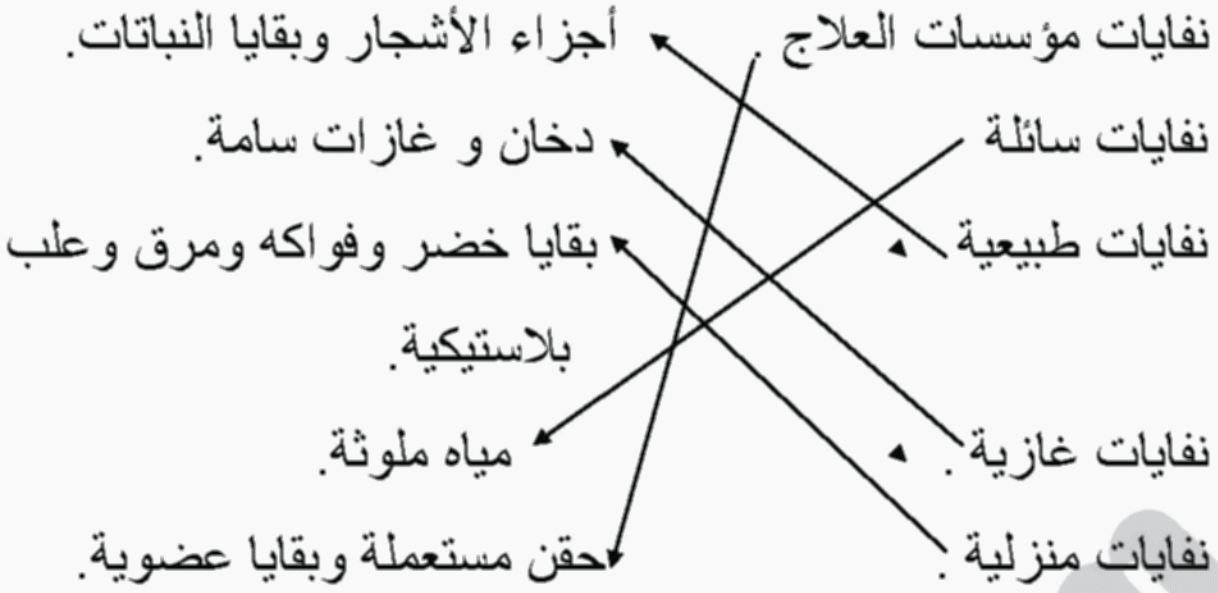 نفايات مؤسسات العلاج . أجزاء الأشجار وبقايا النباتات.
نفايات سائلة دخان و غازات سامة.
نفايات طبيعية بقايا خضر وفواكه ومرق وعلب
بلاستيكية.
نفايات غازية . مياه ملوثة.
نفايات منزلية . حقن مستعملة وبقايا عضوية.